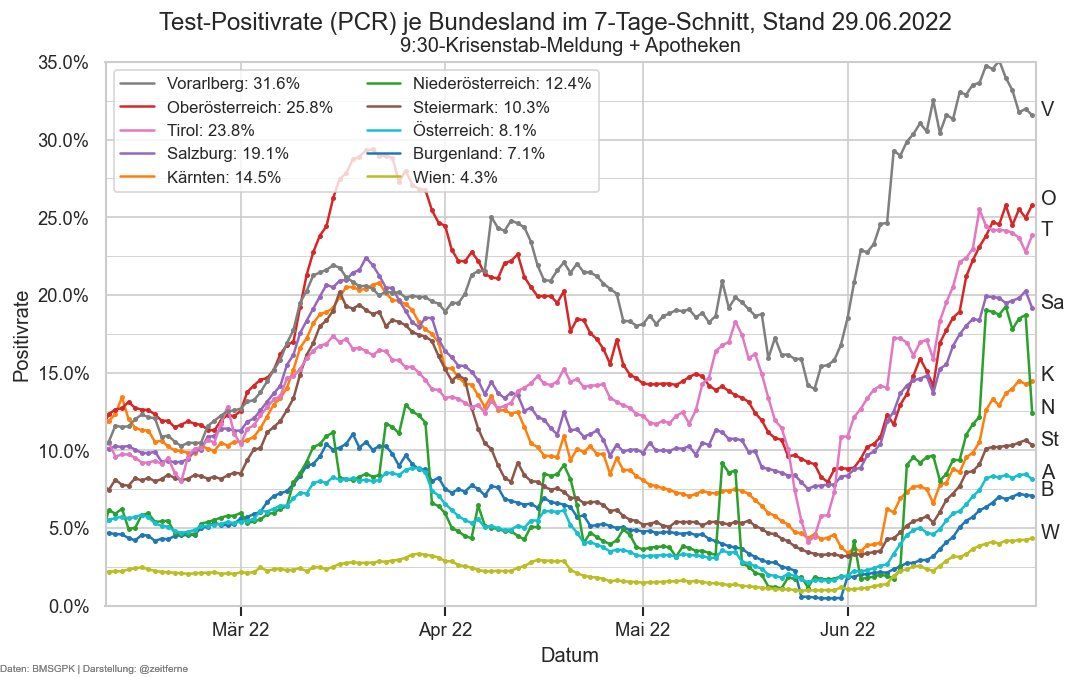 Test-Positivrate (PCR) je Bundesland im 7-Tage-Schnitt, Stand 29.06.2022
9:30-Krisenstab-Meldung + Apotheken
35.0%
30.0%
25.0%
20.0%
15.0%
10.0%
5.0%
0.0%
Positivrate
Vorarlberg: 31.6%
Oberösterreich: 25.8%
Tirol: 23.8%
Salzburg: 19.1%
Kärnten: 14.5%
Niederösterreich: 12.4%
Steiermark: 10.3%
Österreich: 8.1%
Burgenland: 7.1%
Wien: 4.3%
V
O
T
Sa
K
N
St
A
B
W
Mär 22
Apr 22
Mai 22
Jun 22
Datum
Daten: BMSGPK | Darstellung: @zeitferne